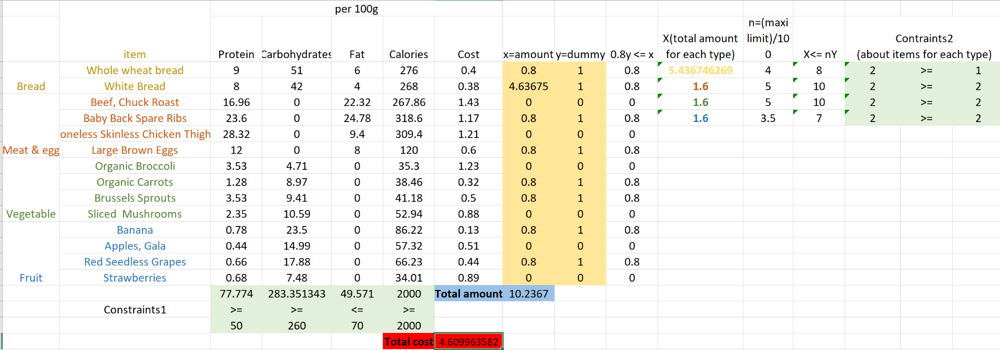 per 100g
item Protein Carbohydrates Fat Calories Cost x=amount y=dummy 0.8y <= x X(total amount for each type) n=(maxi limit)/10 0 X<= nY Contraints2 (about items for each type)
Whole wheat bread 9 51 6 276 0.4 0.8 1 0.8 5.436746269 4 8 2 >= 1
Bread White Bread 8 42 4 268 0.38 4.63675 1 0.8 1.6 5 10 2 >= 2
Beef, Chuck Roast 16.96 0 22.32 267.86 1.43 0 0 0 1.6 5 10 2 >= 2
Baby Back Spare Ribs 23.6 0 24.78 318.6 1.17 0.8 1 0.8 1.6 3.5 7 2 >= 2
oneless Skinless Chicken Thigh 28.32 0 9.4 309.4 1.21 0 0 0
Meat & egg Large Brown Eggs 12 0 8 120 0.6 0.8 1 0.8
Organic Broccoli 3.53 4.71 0 35.3 1.23 0 0 0
Organic Carrots 1.28 8.97 0 38.46 0.32 0.8 1 0.8
Brussels Sprouts 3.53 9.41 0 41.18 0.5 0.8 1 0.8
Vegetable Sliced Mushrooms 2.35 10.59 0 52.94 0.88 0 0 0
Banana 0.78 23.5 0 86.22 0.13 0.8 1 0.8
Apples, Gala 0.44 14.99 0 57.32 0.51 0 0 0
Red Seedless Grapes 0.66 17.88 0 66.23 0.44 0.8 1 0.8
Fruit Strawberries 0.68 7.48 0 34.01 0.89 0 0 0
77.774 283.351343 49.571 2000 Total amount 10.2367
Constraints1 >= >= <= >=
50 260 70 2000
Total cost 4.609963582